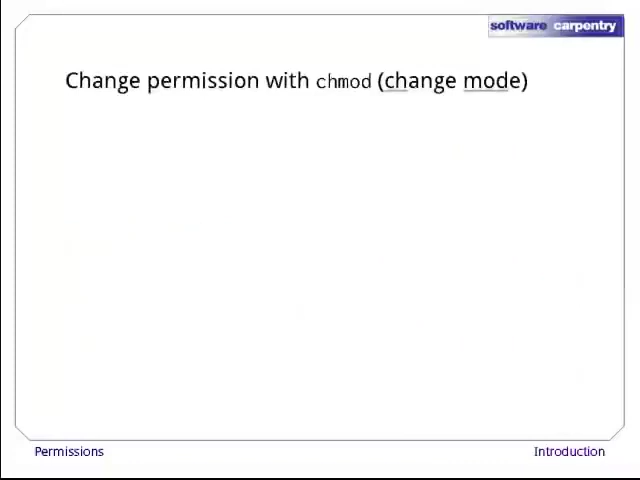 software carpentry
Change permission with chmod (change mode)
Permissions
Introduction